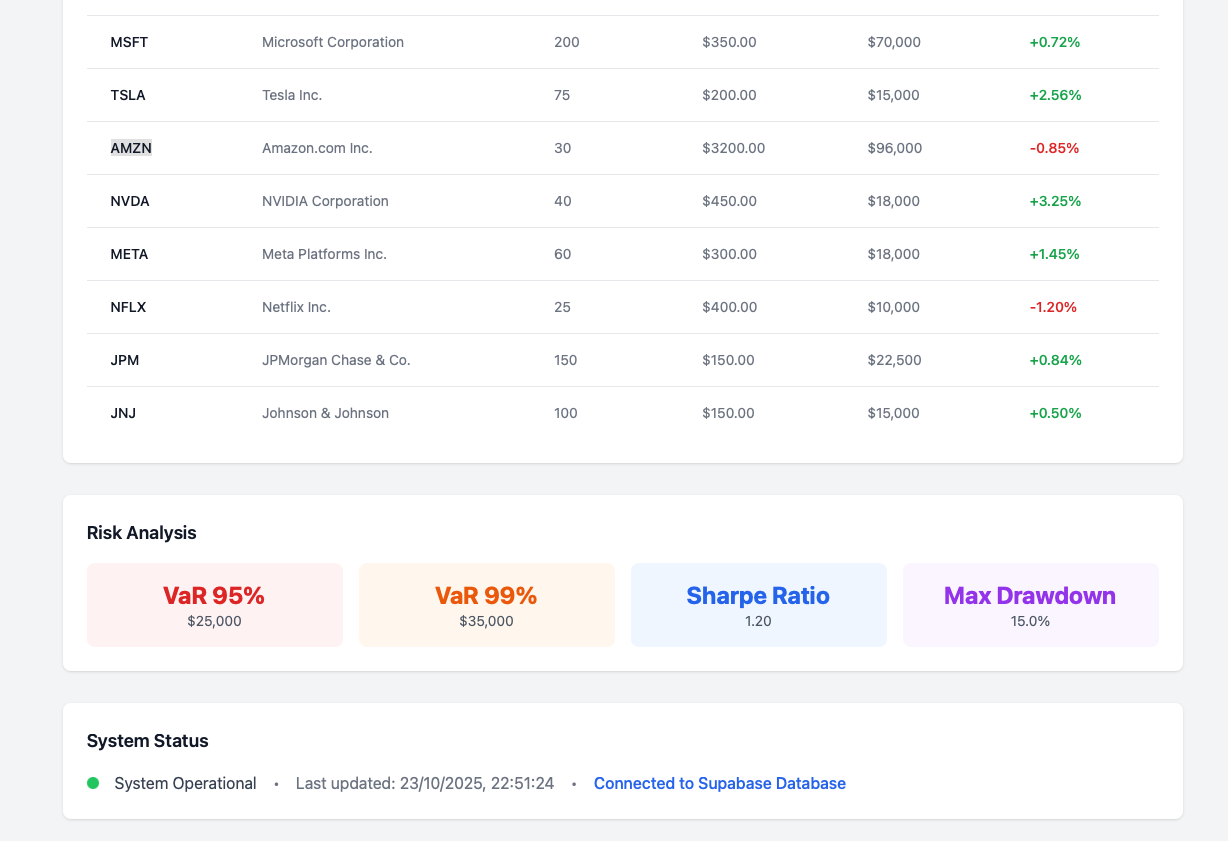 MSFT Microsoft Corporation 200 $350.00 $70,000 +0.72%
TSLA Tesla Inc. 75 $200.00 $15,000 +2.56%
AMZN Amazon.com Inc. 30 $3200.00 $96,000 -0.85%
NVDA NVIDIA Corporation 40 $450.00 $18,000 +3.25%
META Meta Platforms Inc. 60 $300.00 $18,000 +1.45%
NFLX Netflix Inc. 25 $400.00 $10,000 -1.20%
JPM JPMorgan Chase & Co. 150 $150.00 $22,500 +0.84%
JNJ Johnson & Johnson 100 $150.00 $15,000 +0.50%
Risk Analysis
VaR 95% VaR 99% Sharpe Ratio Max Drawdown
$25,000 $35,000 1.20 15.0%
System Status
System Operational • Last updated: 23/10/2025, 22:51:24 • Connected to Supabase Database